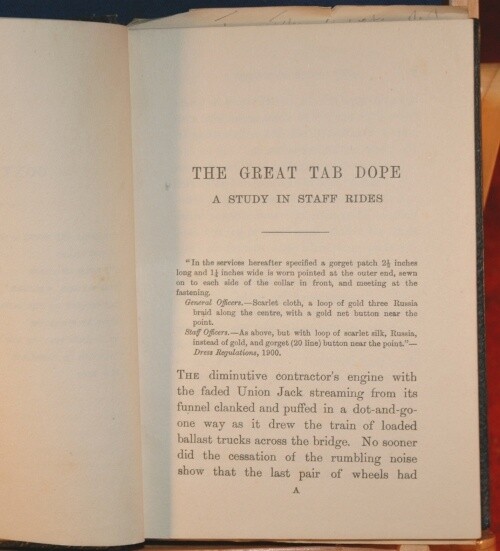 THE GREAT TAB DOPE
A STUDY IN STAFF RIDES
"In the services hereafter specified a gorget patch 2½ inches
long and 1¼ inches wide is worn pointed at the outer end, sewn
on to each side of the collar in front, and meeting at the
fastening.
General Officers.—Scarlet cloth, a loop of gold three Russia
braid along the centre, with a gold net button near the
point.
Staff Officers.—As above, but with loop of scarlet silk, Russia,
instead of gold, and gorget (20 line) button near the point."—
Dress Regulations, 1900.
THE diminutive contractor's engine with
the faded Union Jack streaming from its
funnel clanked and puffed in a dot-and-go-
one way as it drew the train of loaded
ballast trucks across the bridge. No sooner
did the cessation of the rumbling noise
show that the last pair of wheels had
A